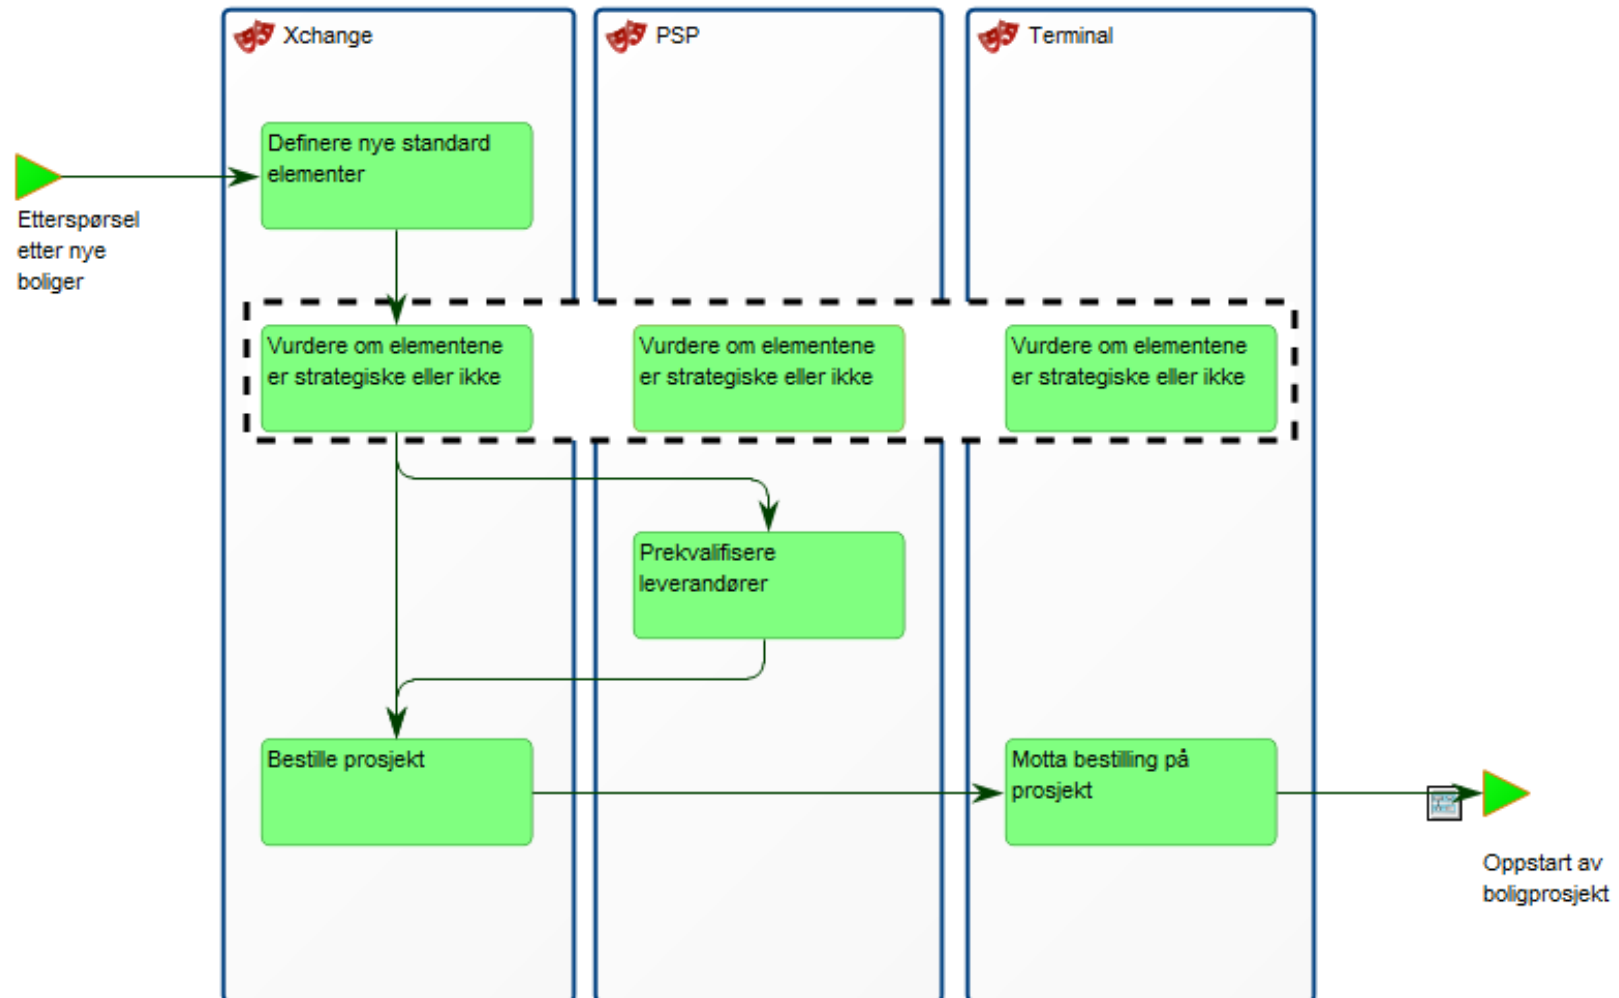 Xchange
PSP
Terminal
Definere nye standard
elementer
Etterspørsel
etter nye
boliger
Vurdere om elementene
er strategiske eller ikke
Vurdere om elementene
er strategiske eller ikke
Vurdere om elementene
er strategiske eller ikke
Prekvalifisere
leverandører
Bestille prosjekt
Motta bestilling på
prosjekt
Oppstart av
boligprosjekt